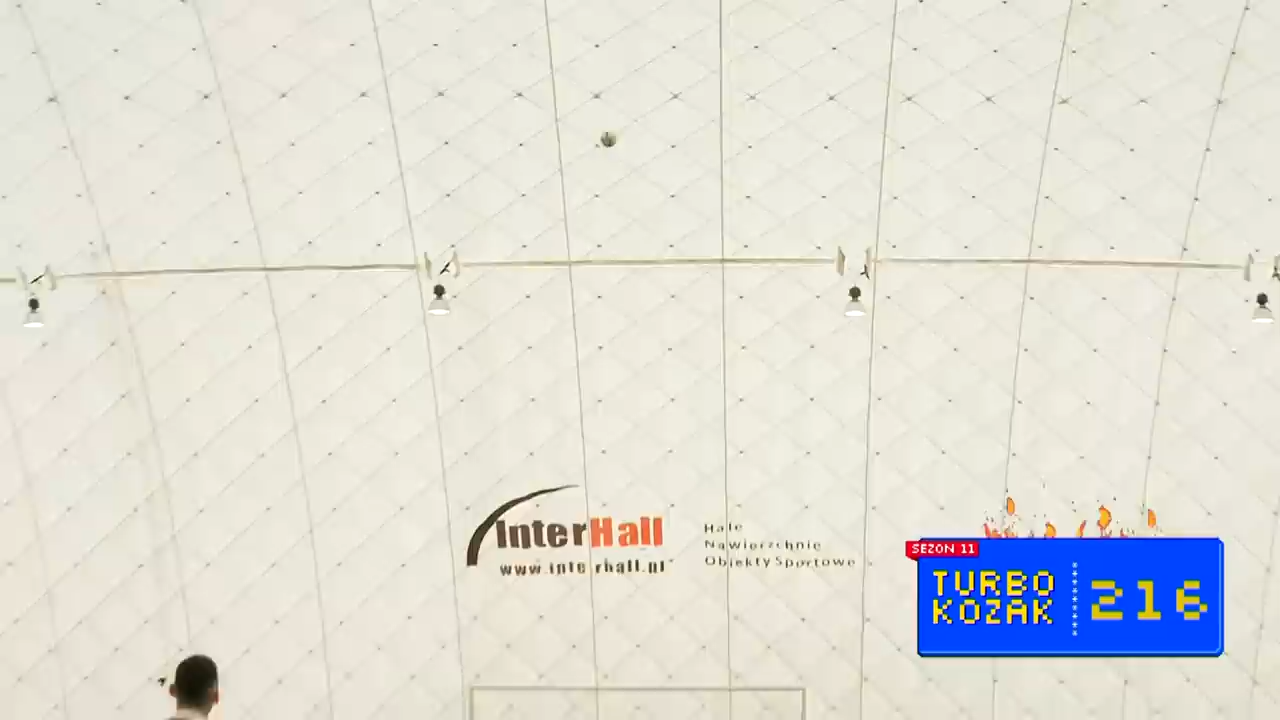 InterHall
www.interhall.pl
Hale
Nawierzchnie
Obiekty Sportowe
SEZON 11
TURBO
KOZAK
216